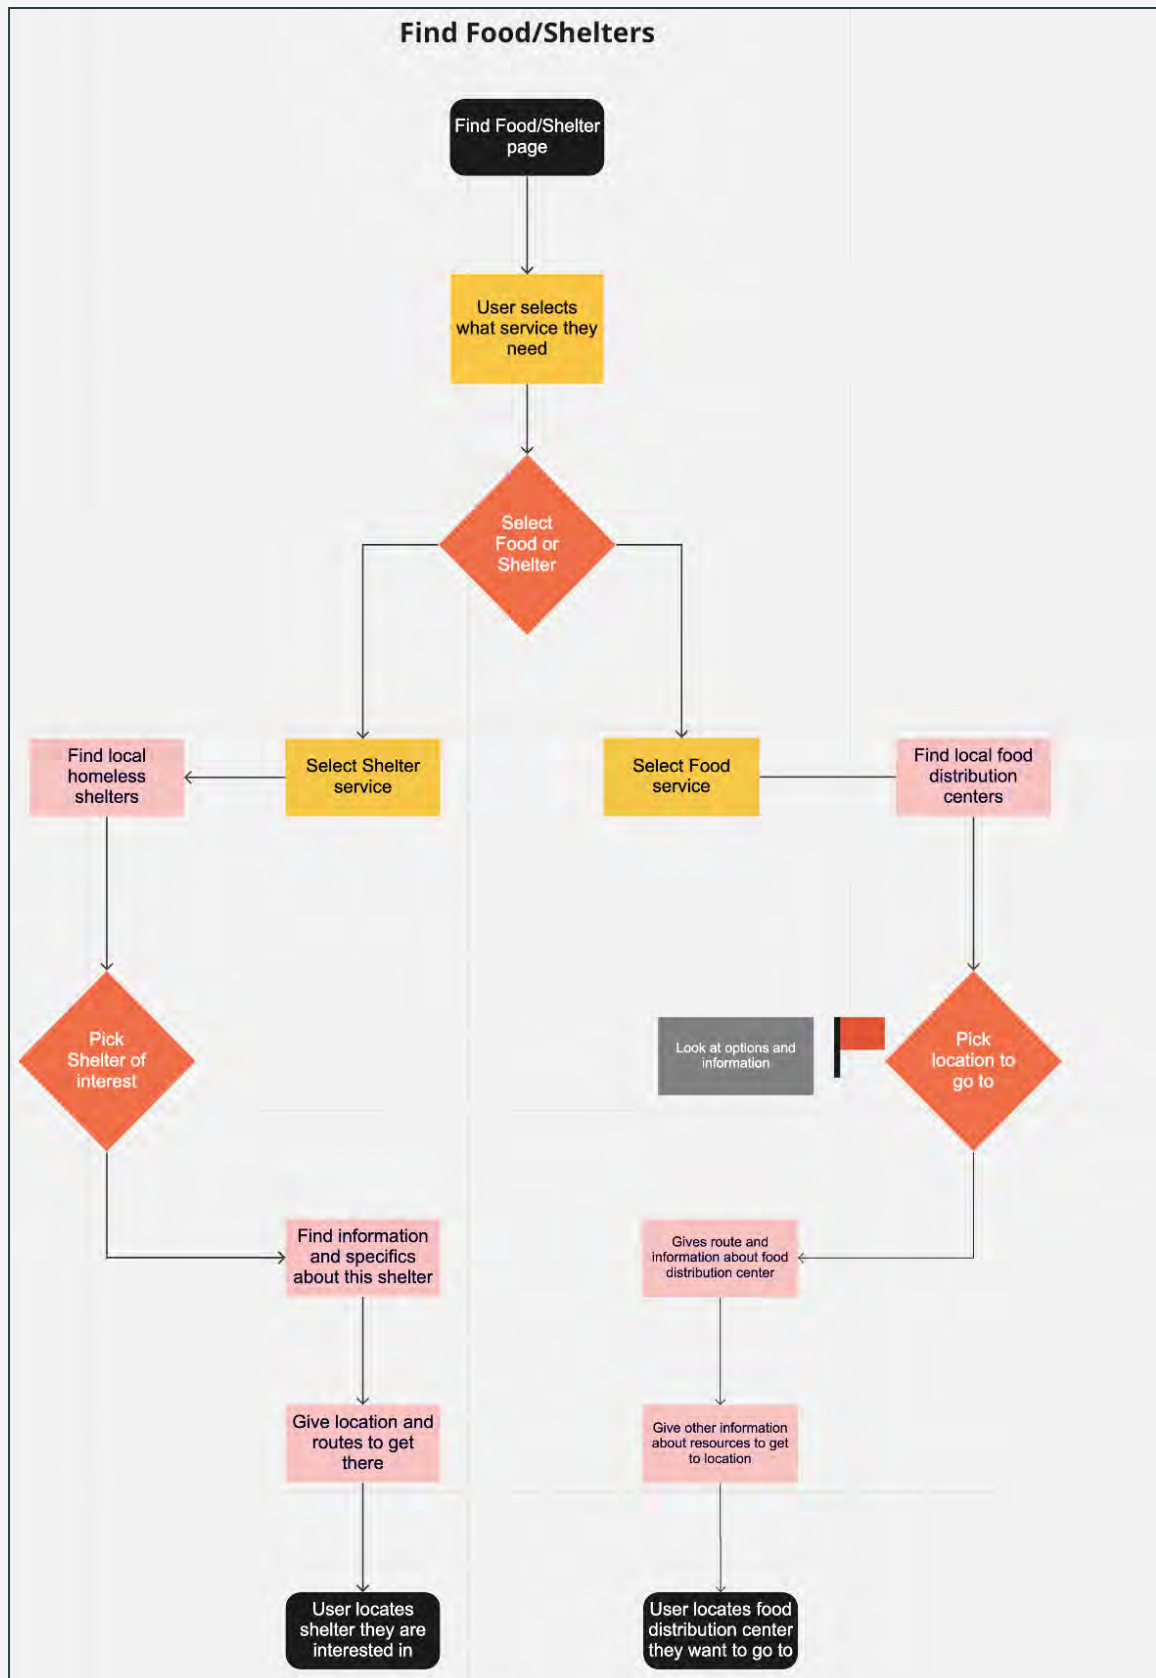 Find Food/Shelters
Find Food/Shelter
page
User selects
what service they
need
Select
Food or
Shelter
Find local
homeless
shelters
Select Shelter
service
Select Food
service
Find local food
distribution
centers
Pick
Shelter of
interest
Look at options and
information
Pick
location to
go to
Find information
and specifics
about this shelter
Gives route and
information about food
distribution center
Give location and
routes to get
there
Give other information
about resources to get
to location
User locates
shelter they are
interested in
User locates food
distribution center
they want to go to